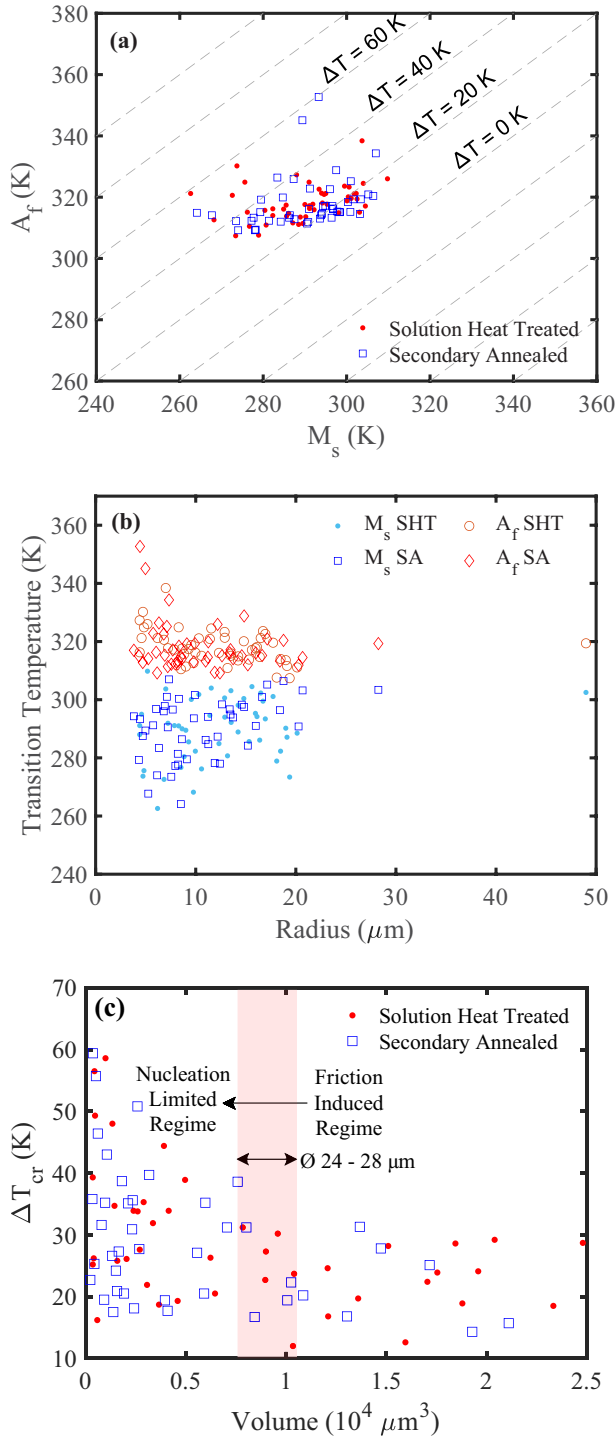 (a)
380
360
340
320
300
280
260
A_f (K)
ΔT = 60 K
ΔT = 40 K
ΔT = 20 K
ΔT = 0 K
Solution Heat Treated
Secondary Annealed
240 260 280 300 320 340 360
M_s (K)
(b)
360
340
320
300
280
260
240
Transition Temperature (K)
M_s SHT A_f SHT
M_s SA A_f SA
0 10 20 30 40 50
Radius (μm)
(c)
70
60
50
40
30
20
10
ΔT_cr (K)
Solution Heat Treated
Secondary Annealed
Nucleation
Limited
Regime
Friction
Induced
Regime
Ø 24 - 28 μm
0 0.5 1 1.5 2 2.5
Volume (10⁴ μm³)